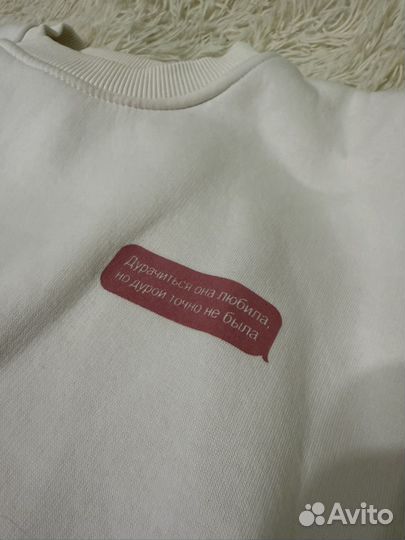 Дурачиться она любила,
но дурой точно не была
Avito